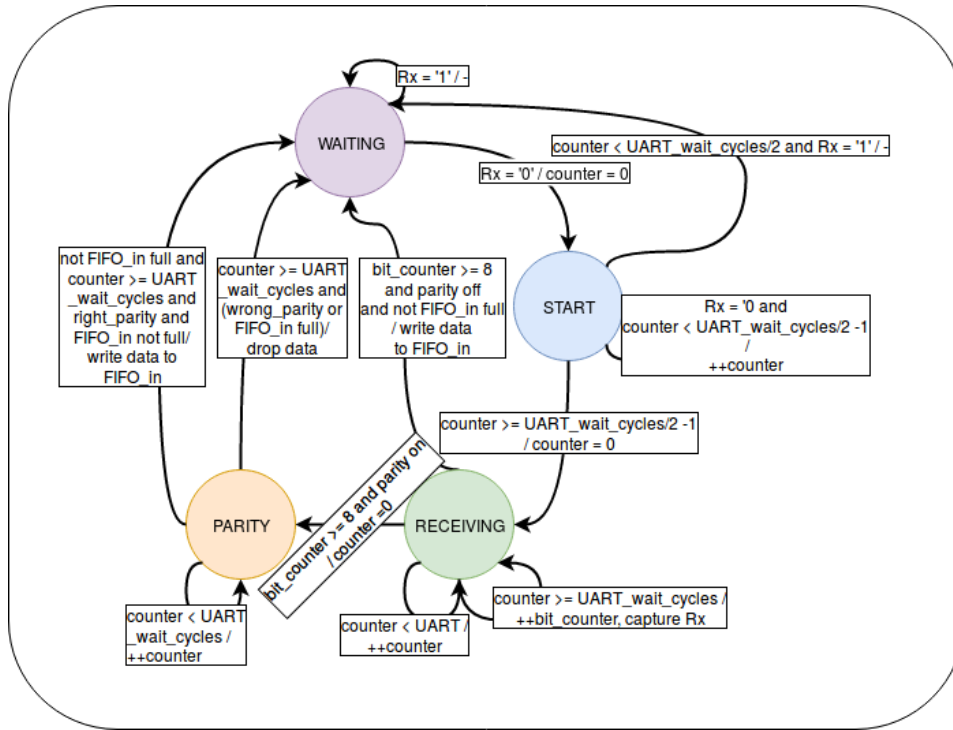 Rx = '1' / -
WAITING
counter < UART_wait_cycles/2 and Rx = '1' / -
Rx = '0' / counter = 0
not FIFO_in full and
counter >= UART
_wait_cycles and
right_parity and
FIFO_in not full/
write data to
FIFO_in
counter >= UART
_wait_cycles and
(wrong_parity or
FIFO_in full)/
drop data
bit_counter >= 8
and parity off
and not FIFO_in full
/ write data
to FIFO_in
START
Rx = '0 and
counter < UART_wait_cycles/2 -1
/
++counter
counter >= UART_wait_cycles/2 -1
/ counter = 0
bit_counter >= 8 and parity on
/ counter =0
PARITY
RECEIVING
counter < UART
_wait_cycles /
++counter
counter < UART /
++counter
counter >= UART_wait_cycles /
++bit_counter, capture Rx